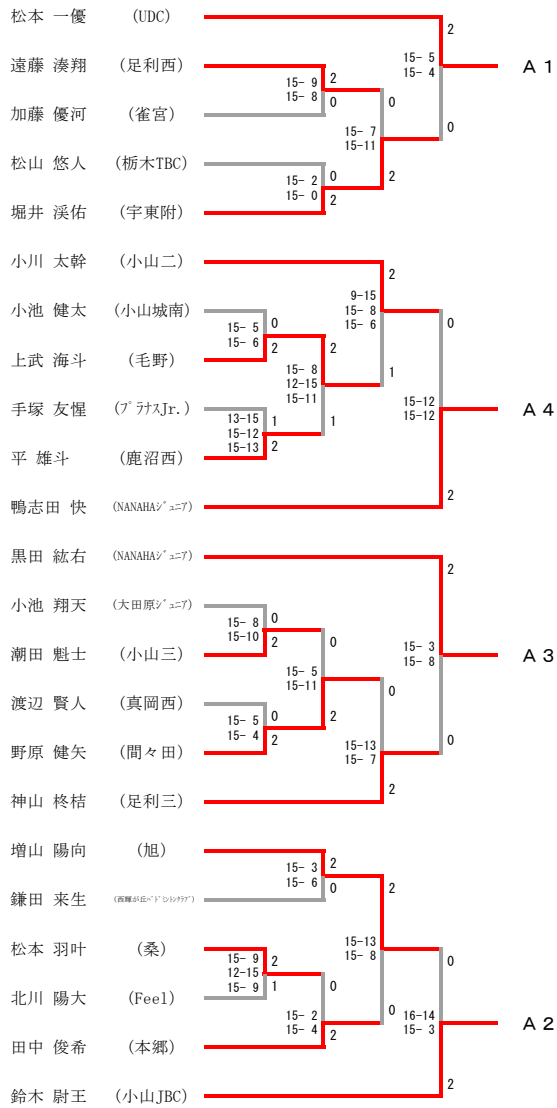 松本 一優 (UDC)
2
15- 5
15- 4
A 1
遠藤 湊翔 (足利西)
15- 9
15- 8
2
0
0
加藤 優河 (雀宮)
15- 7
15-11
0
松山 悠人 (栃木TBC)
15- 2
15- 0
0
2
2
堀井 渓佑 (宇東附)
小川 太幹 (小山二)
2
9-15
15- 8
15- 6
0
小池 健太 (小山城南)
15- 5
15- 6
0
2
2
上武 海斗 (毛野)
15- 8
12-15
15-11
1
手塚 友惺 (プラナスJr.)
13-15
15-12
15-13
1
2
1
15-12
15-12
A 4
平 雄斗 (鹿沼西)
鴨志田 快 (NANAHAジュニア)
2
黒田 紘右 (NANAHAジュニア)
2
小池 翔天 (大田原ジュニア)
15- 8
15-10
0
2
0
潮田 魁士 (小山三)
15- 3
15- 8
A 3
15- 5
15-11
0
渡辺 賢人 (真岡西)
15- 5
15- 4
0
2
2
野原 健矢 (間々田)
15-13
15- 7
0
神山 柊桔 (足利三)
2
増山 陽向 (旭)
15- 3
15- 6
2
0
2
鎌田 来生
松本 羽叶 (桑)
15- 9
12-15
15- 9
2
1
0
15-13
15- 8
0
北川 陽大 (Feel)
15- 2
15- 4
2
0
16-14
15- 3
A 2
田中 俊希 (本郷)
鈴木 尉王 (小山JBC)
2